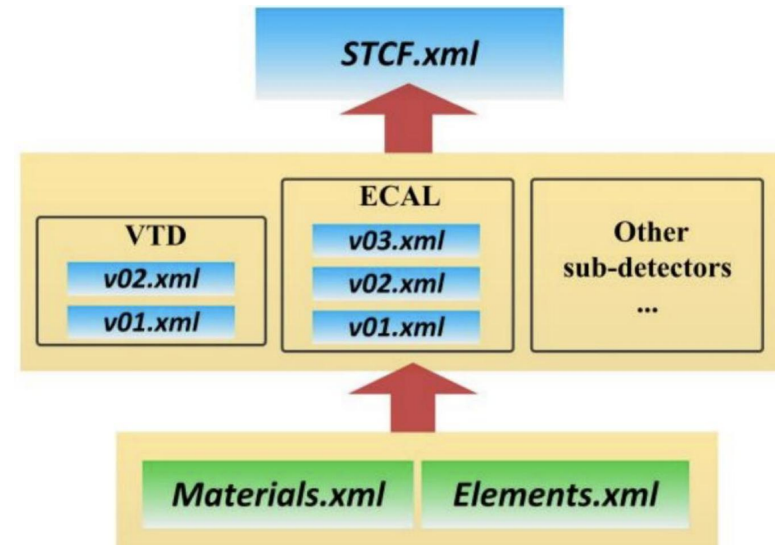 STCF.xml
VTD
v02.xml
v01.xml
ECAL
v03.xml
v02.xml
v01.xml
Other
sub-detectors
...
Materials.xml
Elements.xml